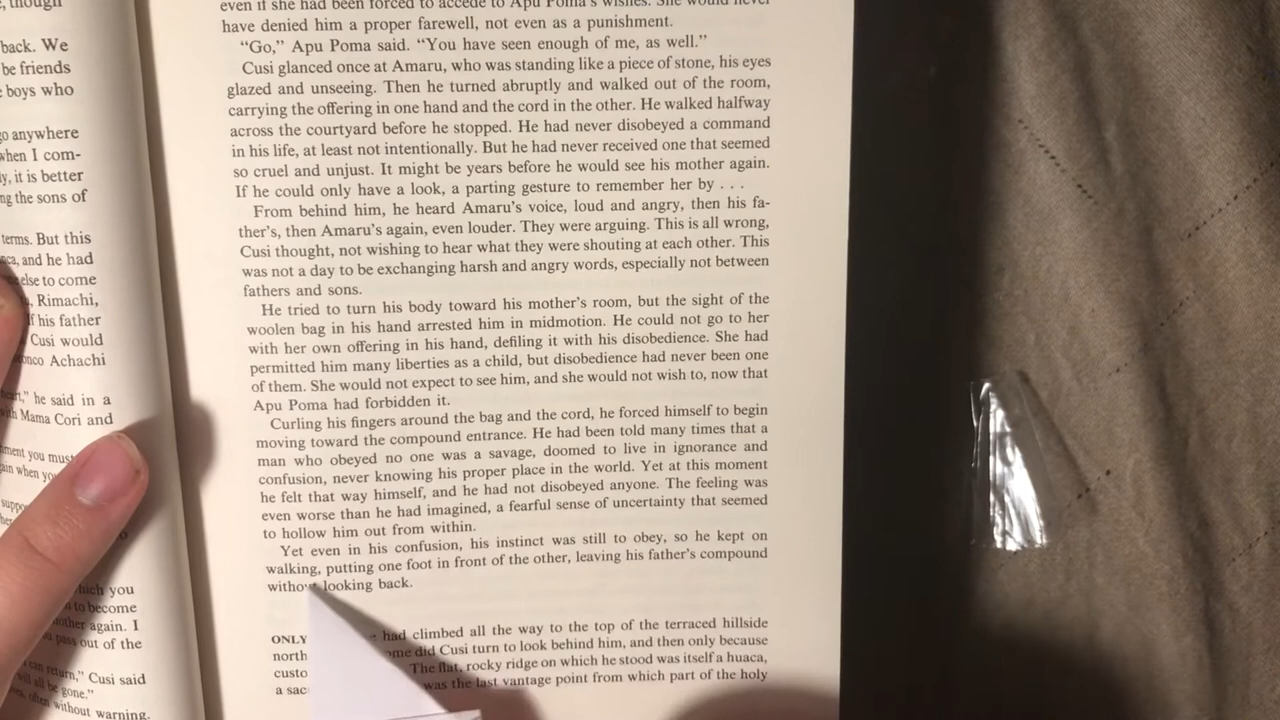 , though
back. We
be friends
boys who
go anywhere
when I com-
it is better
the sons of
terms. But this
and he had
else to come
Rimachi,
his father
Cusi would
Achachi
he said in a
Mama Cori and
you must
when
you
to become
again. I
out of the
return,” Cusi said
be gone.”
often without warning.
even if she had been forced to accede to Apu Poma’s wishes. She would never
have denied him a proper farewell, not even as a punishment.
“Go,” Apu Poma said. “You have seen enough of me, as well.”
Cusi glanced once at Amaru, who was standing like a piece of stone, his eyes
glazed and unseeing. Then he turned abruptly and walked out of the room,
carrying the offering in one hand and the cord in the other. He walked halfway
across the courtyard before he stopped. He had never disobeyed a command
in his life, at least not intentionally. But he had never received one that seemed
so cruel and unjust. It might be years before he would see his mother again.
If he could only have a look, a parting gesture to remember her by . . .
From behind him, he heard Amaru’s voice, loud and angry, then his fa-
ther’s, then Amaru’s again, even louder. They were arguing. This is all wrong,
Cusi thought, not wishing to hear what they were shouting at each other. This
was not a day to be exchanging harsh and angry words, especially not between
fathers and sons.
He tried to turn his body toward his mother’s room, but the sight of the
woolen bag in his hand arrested him in midmotion. He could not go to her
with her own offering in his hand, defiling it with his disobedience. She had
permitted him many liberties as a child, but disobedience had never been one
of them. She would not expect to see him, and she would not wish to, now that
Apu Poma had forbidden it.
Curling his fingers around the bag and the cord, he forced himself to begin
moving toward the compound entrance. He had been told many times that a
man who obeyed no one was a savage, doomed to live in ignorance and
confusion, never knowing his proper place in the world. Yet at this moment
he felt that way himself, and he had not disobeyed anyone. The feeling was
even worse than he had imagined, a fearful sense of uncertainty that seemed
to hollow him out from within.
Yet even in his confusion, his instinct was still to obey, so he kept on
walking, putting one foot in front of the other, leaving his father’s compound
without looking back.
ONLY had climbed all the way to the top of the terraced hillside
north did Cusi turn to look behind him, and then only because
The flat, rocky ridge on which he stood was itself a huaca,
a was the last vantage point from which part of the holy